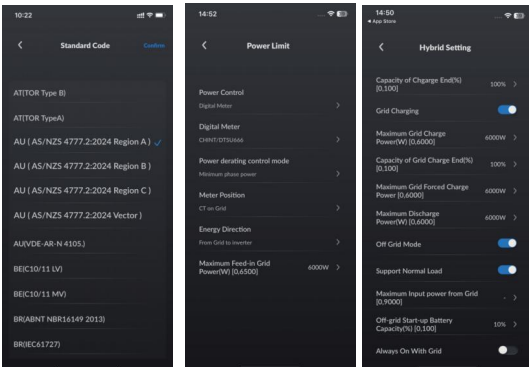 10:22
Standard Code
Confirm
AT(TOR Type B)
AT(TOR TypeA)
AU ( AS/NZS 4777.2:2024 Region A )
AU ( AS/NZS 4777.2:2024 Region B )
AU ( AS/NZS 4777.2:2024 Region C )
AU ( AS/NZS 4777.2:2024 Vector )
AU(VDE-AR-N 4105.)
BE(C10/11 LV)
BE(C10/11 MV)
BR(ABNT NBR16149 2013)
BR(IEC61727)
14:52
Power Limit
Power Control
Digital Meter
Digital Meter
CHINT/DTSU666
Power derating control mode
Minimum phase power
Meter Position
CT on Grid
Energy Direction
From Grid to inverter
Maximum Feed-in Grid
Power(W) [0,6500]
6000W
14:50
App Store
Hybrid Setting
Capacity of Chgarge End(%)
[0,100]
100%
Grid Charging
Maximum Grid Charge
Power(W) [0,6000]
6000W
Capacity of Grid Charge End(%)
[0,100]
100%
Maximum Grid Forced Charge
Power [0,6000]
6000W
Maximum Discharge
Power(W) [0,6000]
6000W
Off Grid Mode
Support Normal Load
Maximum Input power from Grid
[0,9000]
-
Off-grid Start-up Battery
Capacity(%) [0,100]
10%
Always On With Grid